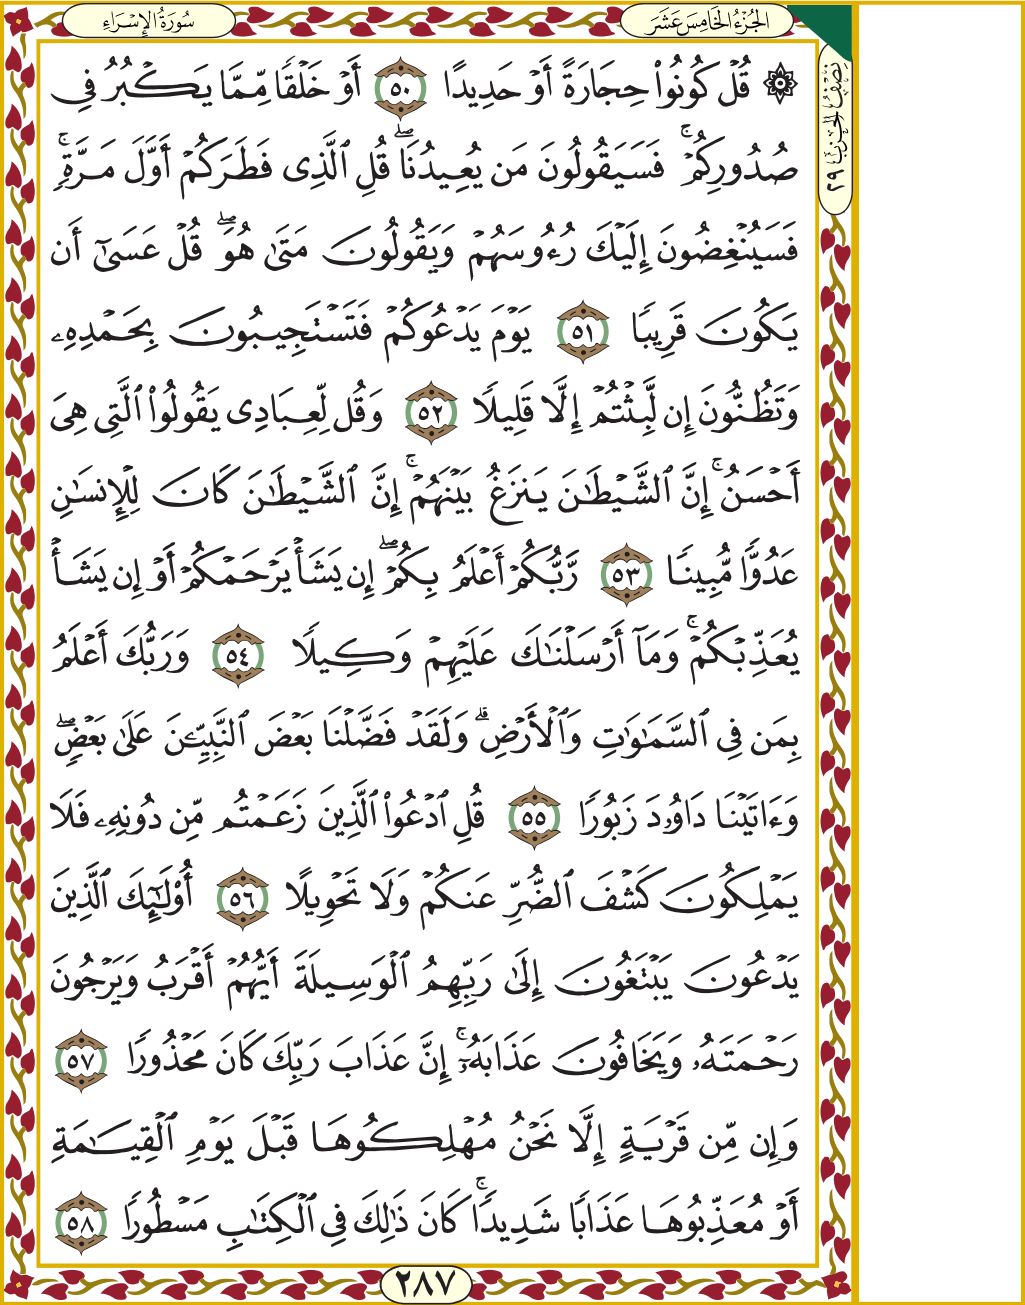 الجُزْءُ الخَامِسَ عَشَرَ
سُورَةُ الإِسْرَاءِ
نِصْفُ الحِزْبِ ٢٩
۞ قُلْ كُونُوا۟ حِجَارَةً أَوْ حَدِيدًا ٥٠ أَوْ خَلْقًا مِّمَّا يَكْبُرُ فِى
صُدُورِكُمْ ۚ فَسَيَقُولُونَ مَن يُعِيدُنَا ۖ قُلِ ٱلَّذِى فَطَرَكُمْ أَوَّلَ مَرَّةٍ ۚ
فَسَيُنْغِضُونَ إِلَيْكَ رُءُوسَهُمْ وَيَقُولُونَ مَتَىٰ هُوَ ۖ قُلْ عَسَىٰٓ أَن
يَكُونَ قَرِيبًا ٥١ يَوْمَ يَدْعُوكُمْ فَتَسْتَجِيبُونَ بِحَمْدِهِۦ
وَتَظُنُّونَ إِن لَّبِثْتُمْ إِلَّا قَلِيلًا ٥٢ وَقُل لِّعِبَادِى يَقُولُوا۟ ٱلَّتِى هِىَ
أَحْسَنُ ۚ إِنَّ ٱلشَّيْطَٰنَ يَنزَغُ بَيْنَهُمْ ۚ إِنَّ ٱلشَّيْطَٰنَ كَانَ لِلْإِنسَٰنِ
عَدُوًّا مُّبِينًا ٥٣ رَّبُّكُمْ أَعْلَمُ بِكُمْ ۖ إِن يَشَأْ يَرْحَمْكُمْ أَوْ إِن يَشَأْ
يُعَذِّبْكُمْ ۚ وَمَآ أَرْسَلْنَٰكَ عَلَيْهِمْ وَكِيلًا ٥٤ وَرَبُّكَ أَعْلَمُ
بِمَن فِى ٱلسَّمَٰوَٰتِ وَٱلْأَرْضِ ۗ وَلَقَدْ فَضَّلْنَا بَعْضَ ٱلنَّبِيِّۦنَ عَلَىٰ بَعْضٍ ۖ
وَءَاتَيْنَا دَاوُۥدَ زَبُورًا ٥٥ قُلِ ٱدْعُوا۟ ٱلَّذِينَ زَعَمْتُم مِّن دُونِهِۦ فَلَا
يَمْلِكُونَ كَشْفَ ٱلضُّرِّ عَنكُمْ وَلَا تَحْوِيلًا ٥٦ أُو۟لَٰٓئِكَ ٱلَّذِينَ
يَدْعُونَ يَبْتَغُونَ إِلَىٰ رَبِّهِمُ ٱلْوَسِيلَةَ أَيُّهُمْ أَقْرَبُ وَيَرْجُونَ
رَحْمَتَهُۥ وَيَخَافُونَ عَذَابَهُۥٓ ۚ إِنَّ عَذَابَ رَبِّكَ كَانَ مَحْذُورًا ٥٧
وَإِن مِّن قَرْيَةٍ إِلَّا نَحْنُ مُهْلِكُوهَا قَبْلَ يَوْمِ ٱلْقِيَٰمَةِ
أَوْ مُعَذِّبُوهَا عَذَابًا شَدِيدًا ۚ كَانَ ذَٰلِكَ فِى ٱلْكِتَٰبِ مَسْطُورًا ٥٨
٢٨٧